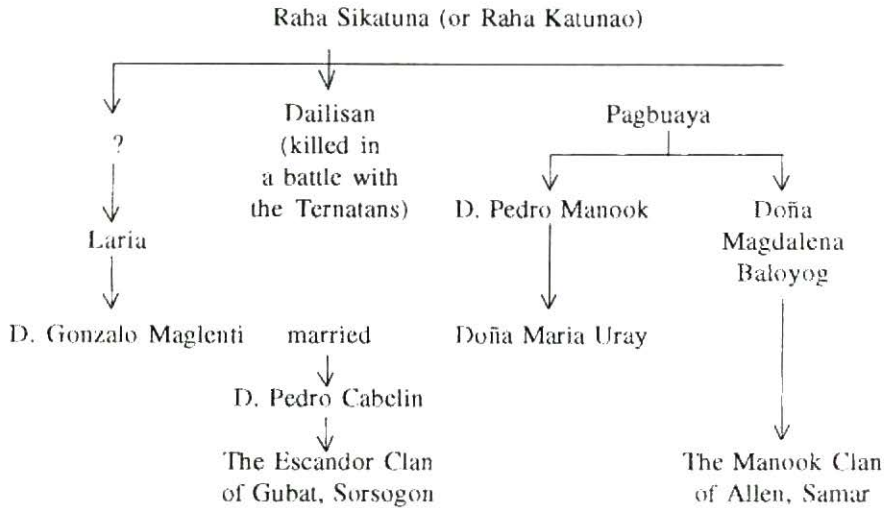 Raha Sikatuna (or Raha Katunao)
?
Dailisan
(killed in
a battle with
the Ternatans)
Pagbuaya
Laria
D. Pedro Manook
Doña
Magdalena
Baloyog
D. Gonzalo Maglenti married Doña Maria Uray
D. Pedro Cabelin
The Escandor Clan
of Gubat, Sorsogon
The Manook Clan
of Allen, Samar